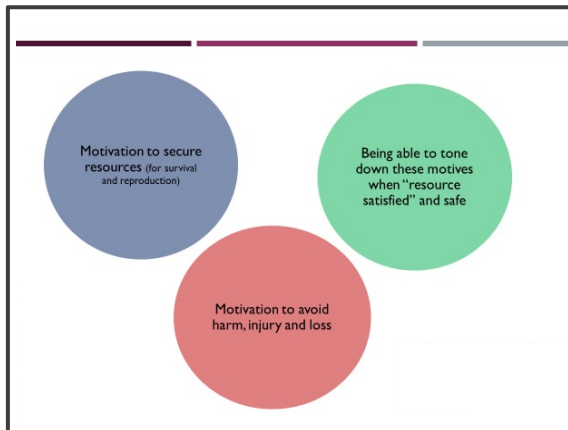 Motivation to secure
resources (for survival
and reproduction)
Being able to tone
down these motives
when “resource
satisfied” and safe
Motivation to avoid
harm, injury and loss